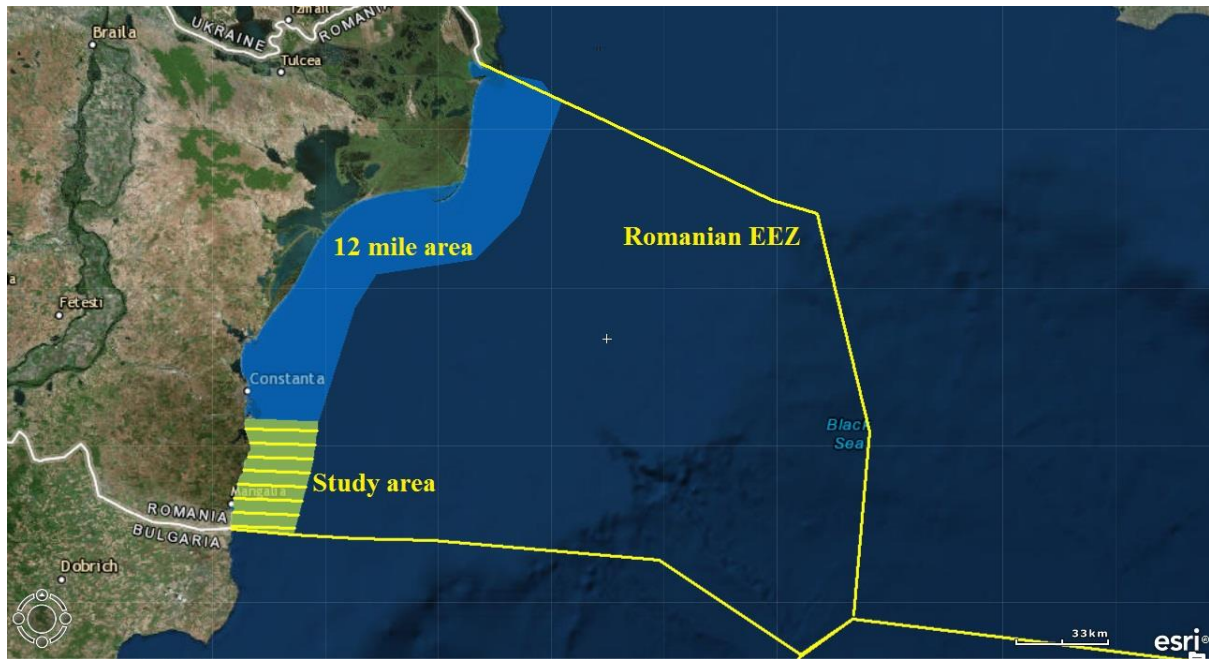 Izmail
Braila
UKRAINE
ROMANIA
Tulcea
Romanian EEZ
12 mile area
Fetesti
Constanta
Black
Sea
Study area
Mangalia
ROMANIA
BULGARIA
Dobrich
33km
esri